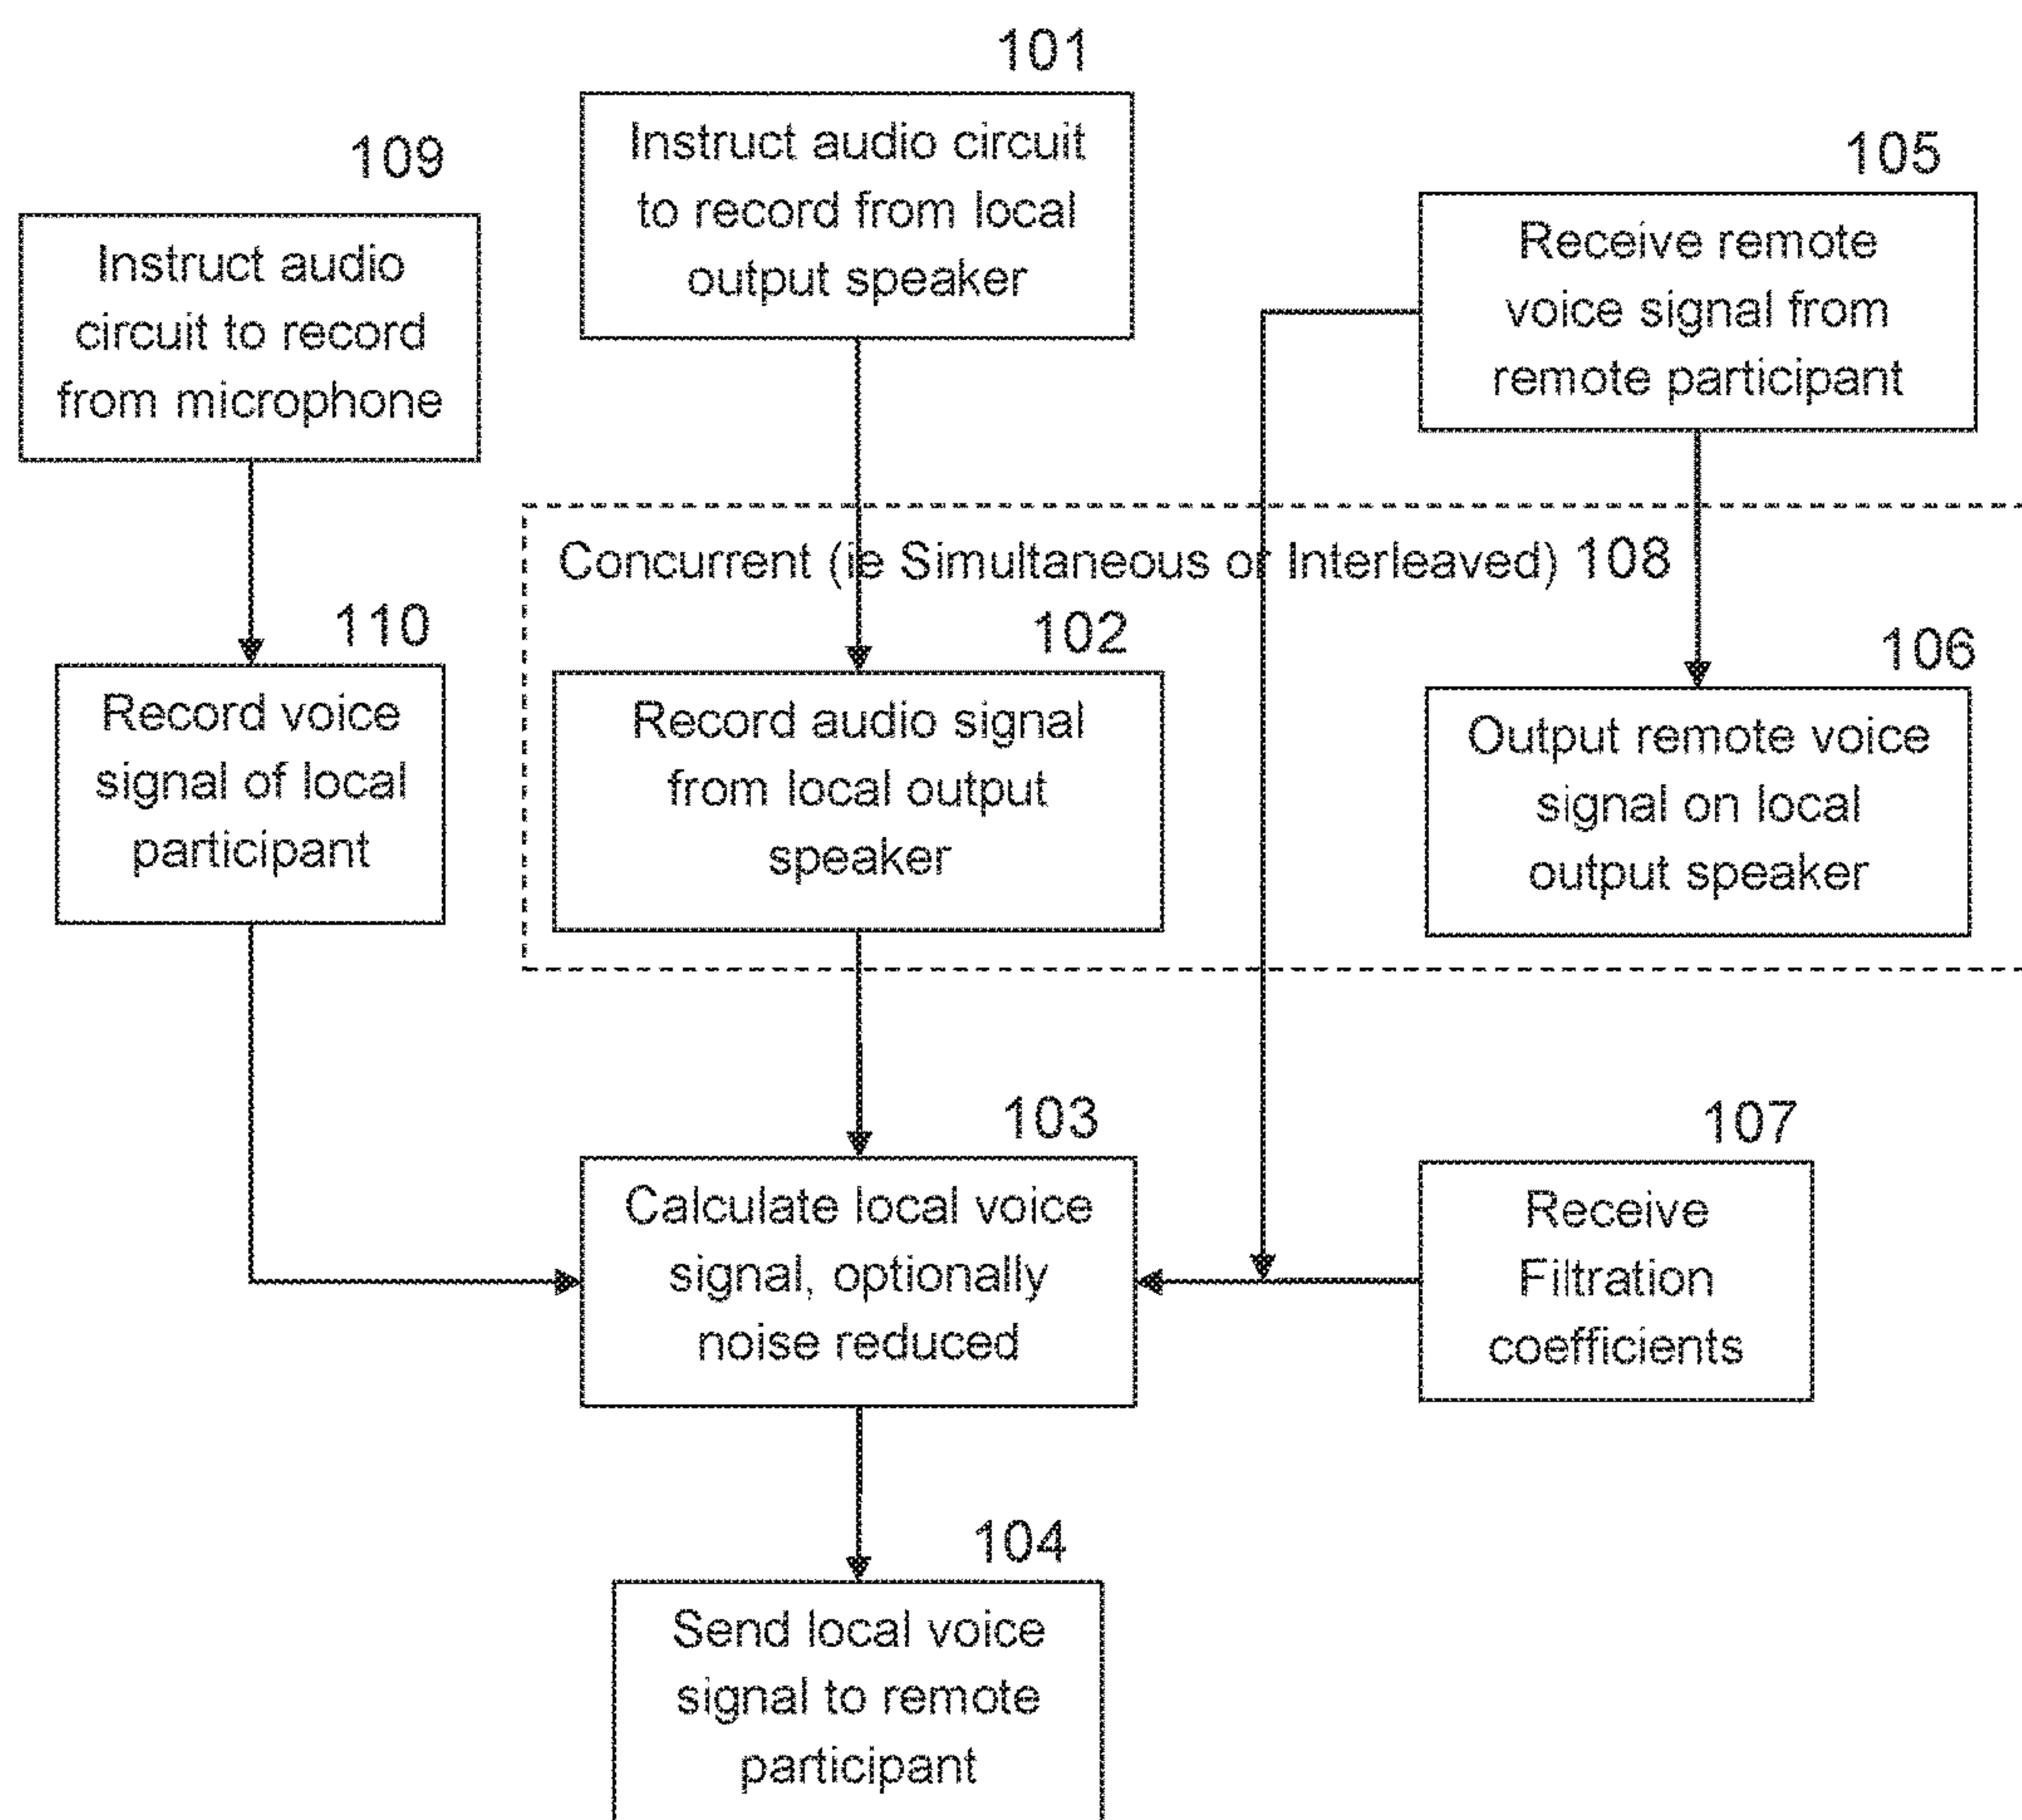 101
Instruct audio circuit
to record from local
output speaker
109
Instruct audio
circuit to record
from microphone
105
Receive remote
voice signal from
remote participant
Concurrent (ie Simultaneous or Interleaved) 108
110
Record voice
signal of local
participant
102
Record audio signal
from local output
speaker
106
Output remote voice
signal on local
output speaker
103
Calculate local voice
signal, optionally
noise reduced
107
Receive
Filtration
coefficients
104
Send local voice
signal to remote
participant